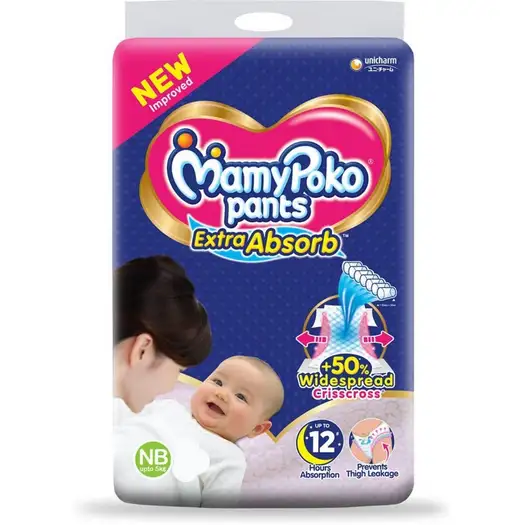 unicharm
ユニ・チャーム
NEW
Improved
MamyPoko
pants
Extra Absorb™
+50%
Widespread
Crisscross
NB
upto 5kg
UP TO
12
Hours
Absorption
Prevents
Thigh Leakage